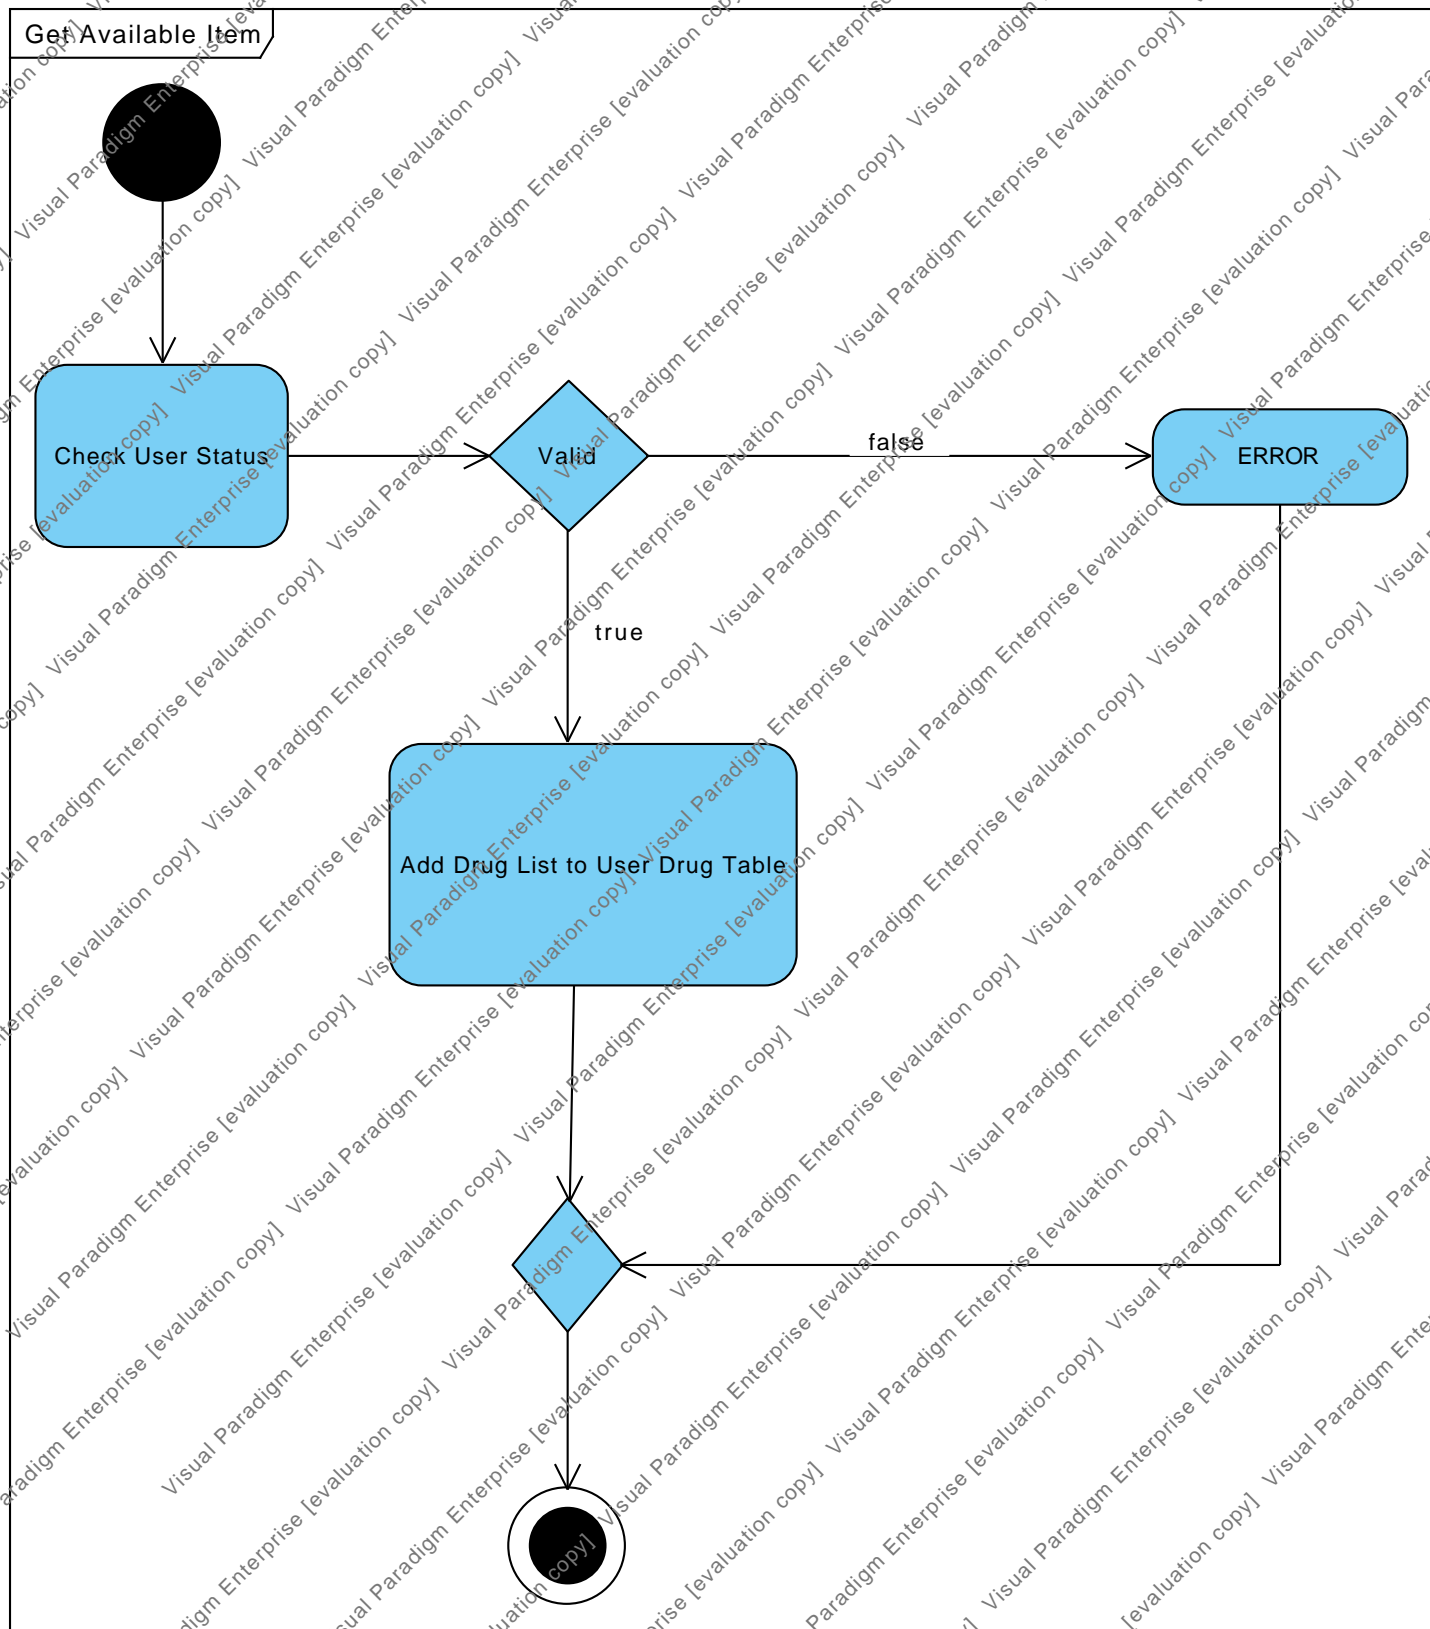 Get Available Item
Check User Status
Valid
false
ERROR
true
Add Drug List to User Drug Table
Visual Paradigm Enterprise [evaluation copy]